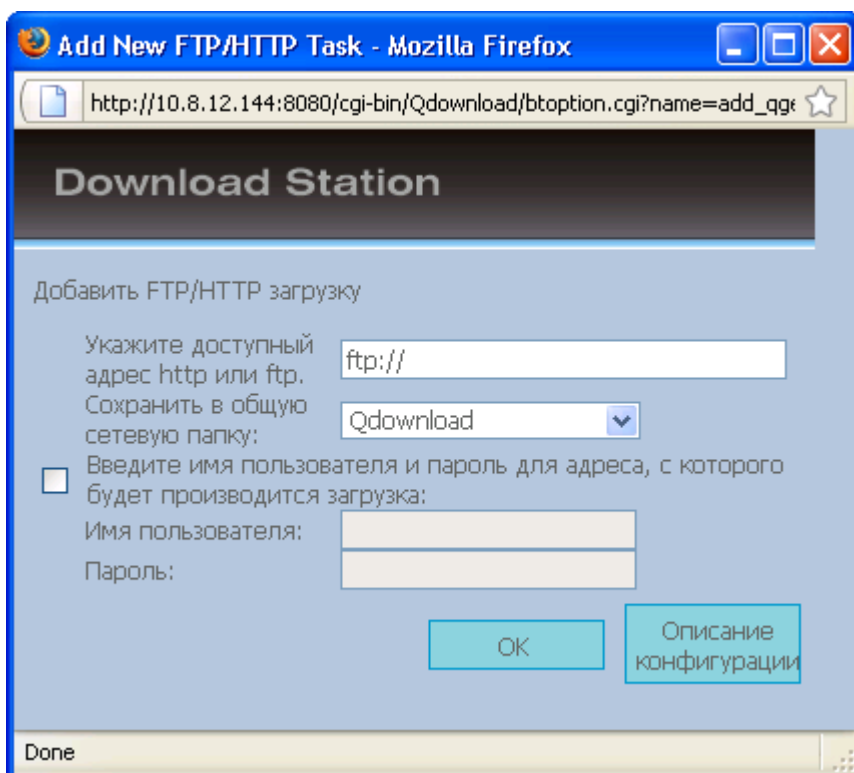 Add New FTP/HTTP Task - Mozilla Firefox
http://10.8.12.144:8080/cgi-bin/Qdownload/btoption.cgi?name=add_qge
Download Station
Добавить FTP/HTTP загрузку
Укажите доступный
адрес http или ftp.
ftp://
Сохранить в общую
сетевую папку:
Qdownload
Введите имя пользователя и пароль для адреса, с которого
будет производится загрузка:
Имя пользователя:
Пароль:
OK
Описание
конфигурации
Done